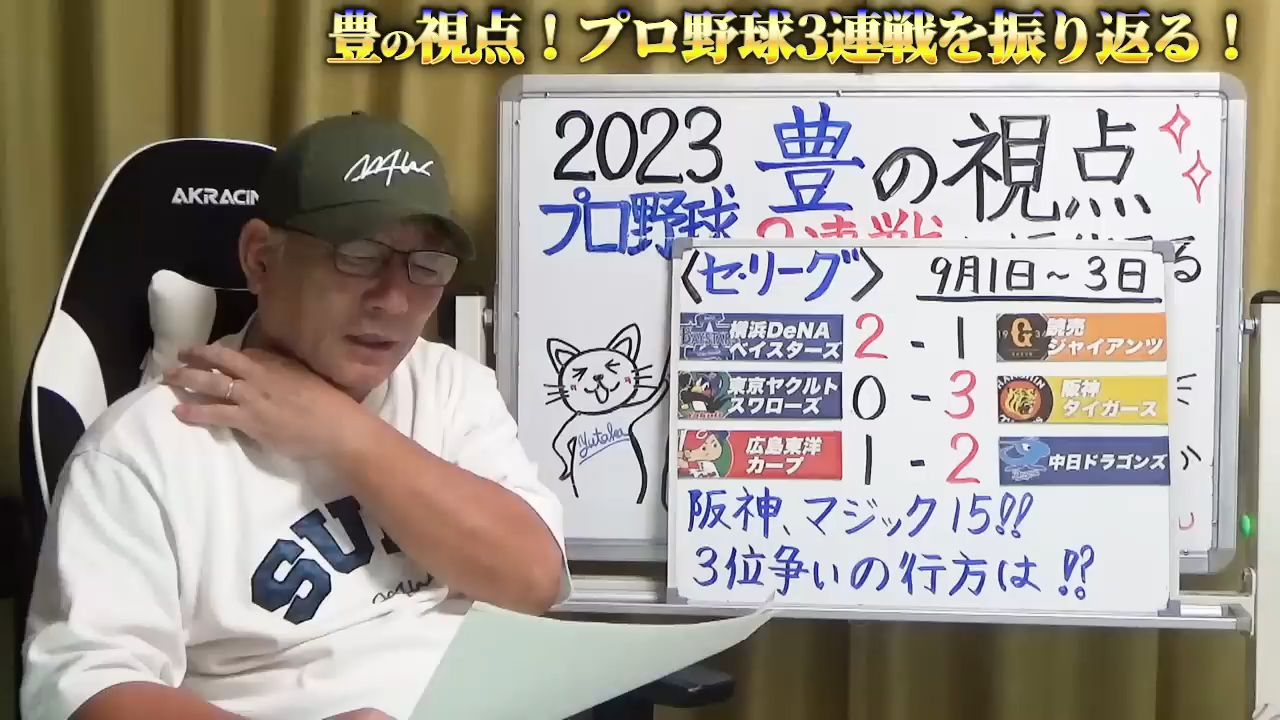 豊の視点！プロ野球3連戦を振り返る！
2023 豊の視点
プロ野球
AKRACIN
〈セ・リーグ〉 9月1日～3日
横浜DeNA ベイスターズ 2 - 1 読売 ジャイアンツ
東京ヤクルト スワローズ 0 - 3 阪神 タイガース
広島東洋 カープ 1 - 2 中日ドラゴンズ
Yutaka
SU
阪神、マジック15!!
3位争いの行方は!?